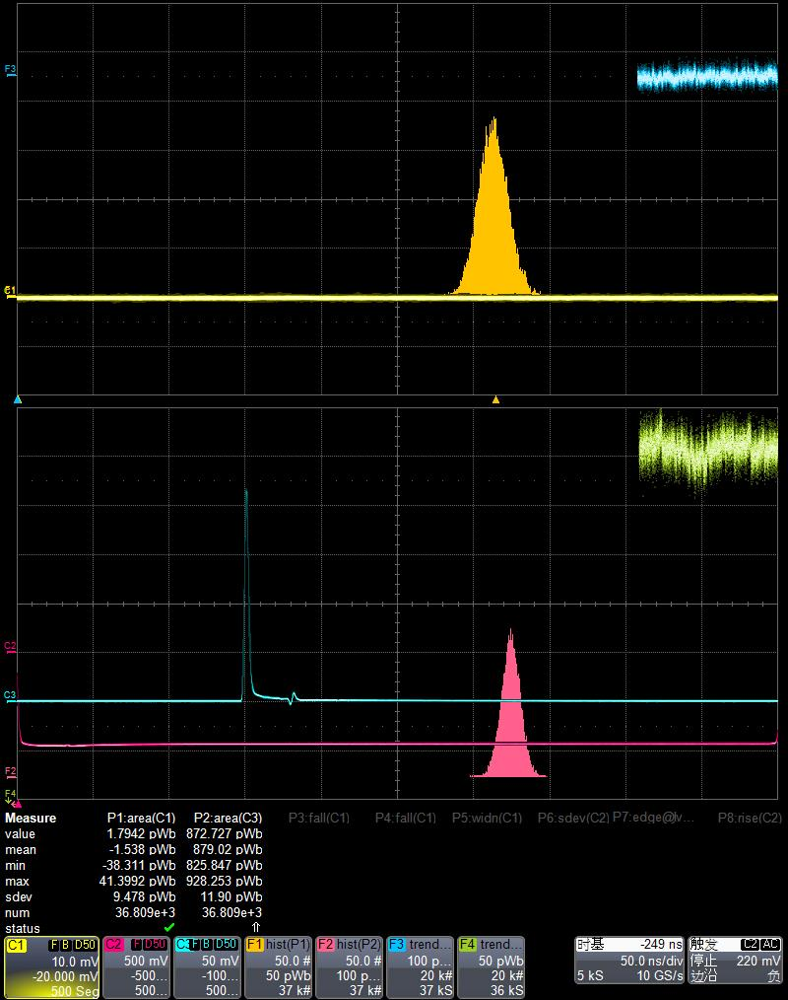 F3
C1
C2
C3
F2
F4
Measure P1:area(C1) P2:area(C3) P3:fall(C1) P4:fall(C1) P5:widn(C1) P6:sdev(C2) P7:edge@lv... P8:rise(C2)
value 1.7942 pWb 872.727 pWb
mean -1.538 pWb 879.02 pWb
min -38.311 pWb 825.847 pWb
max 41.3992 pWb 928.253 pWb
sdev 9.478 pWb 11.90 pWb
num 36.809e+3 36.809e+3
status
C1 F B D50 C2 F D50 C3 F B D50 F1 hist(P1) F2 hist(P2) F3 trend... F4 trend... 时基 -249 ns 触发 C2 AC
10.0 mV 500 mV 50 mV 50.0 # 50.0 # 100 p... 50 pWb 50.0 ns/div 停止 220 mV
-20.000 mV -500... -100... 50 pWb 100 p... 20 k# 20 k# 5 kS 10 GS/s 边沿 负
500 Seg 500... 500... 37 k# 37 k# 37 kS 36 kS